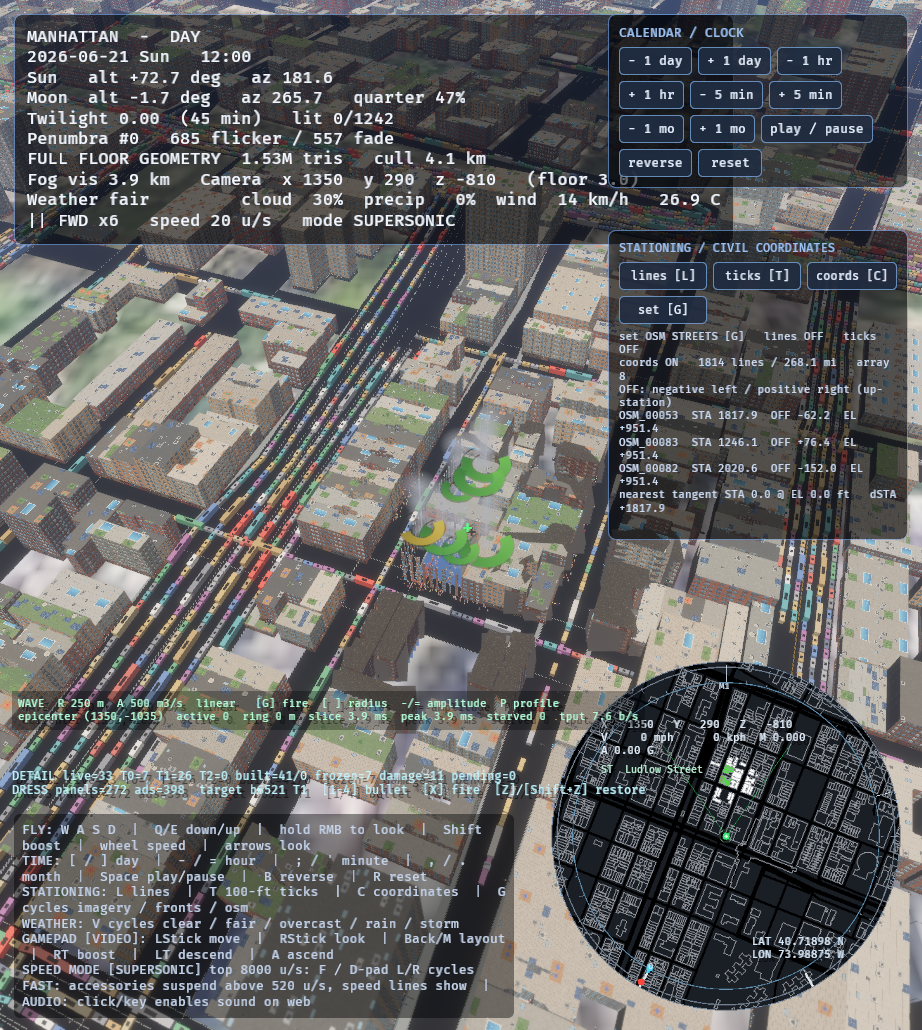 MANHATTAN  -  DAY
2026-06-21 Sun   12:00
Sun   alt +72.7 deg   az 181.6
Moon  alt -1.7 deg   az 265.7   quarter 47%
Twilight 0.00  (45 min)   lit 0/1242
Penumbra #0   685 flicker / 557 fade
FULL FLOOR GEOMETRY  1.53M tris   cull 4.1 km
Fog vis 3.9 km   Camera  x 1350  y 290  z -810   (floor 3.0)
Weather fair   cloud  30%  precip   0%  wind  14 km/h   26.9 C
|| FWD x6   speed 20 u/s   mode SUPERSONIC
CALENDAR / CLOCK
- 1 day   + 1 day   - 1 hr
+ 1 hr   - 5 min   + 5 min
- 1 mo   + 1 mo   play / pause
reverse   reset
STATIONING / CIVIL COORDINATES
lines [L]   ticks [T]   coords [C]
set [G]
set OSM STREETS [G]   lines OFF   ticks
OFF
coords ON   1814 lines / 268.1 mi   array
8
OFF: negative left / positive right (up-
station)
OSM_00053  STA 1817.9  OFF -62.2  EL
+951.4
OSM_00083  STA 1246.1  OFF +76.4  EL
+951.4
OSM_00082  STA 2020.6  OFF -152.0  EL
+951.4
nearest tangent STA 0.0 @ EL 0.0 ft   dSTA
+1817.9
WAVE  R 250 m  A 500 m3/s  linear   [G] fire  [ ] radius  -/= amplitude  P profile
epicenter (1350,-1035)  active 0  ring 0 m  slice 3.9 ms  peak 3.9 ms  starved 0  tput 7.6 b/s
M1
1350   Y   290   Z   -810
V   0 mph   0 kph  M 0.000
A 0.00 G
ST  Ludlow Street
DETAIL live=33 T0=7 T1=26 T2=0 built=41/0 frozen=7 damage=11 pending=0
DRESS panels=272 ads=398  target b6521 T1  [1-4] bullet  [X] fire  [Z]/[Shift+Z] restore
FLY: W A S D  |  Q/E down/up  |  hold RMB to look  |  Shift
boost  |  wheel speed  |  arrows look
TIME: [ / ] day  |  - / = hour  |  ; / ' minute  |  , / .
month  |  Space play/pause  |  B reverse  |  R reset
STATIONING: L lines  |  T 100-ft ticks  |  C coordinates  |  G
cycles imagery / fronts / osm
WEATHER: V cycles clear / fair / overcast / rain / storm
GAMEPAD [VIDEO]: LStick move  |  RStick look  |  Back/M layout
|  RT boost  |  LT descend  |  A ascend
SPEED MODE [SUPERSONIC] top 8000 u/s: F / D-pad L/R cycles
FAST: accessories suspend above 520 u/s, speed lines show  |
AUDIO: click/key enables sound on web
LAT 40.71898 N
LON 73.98875 W